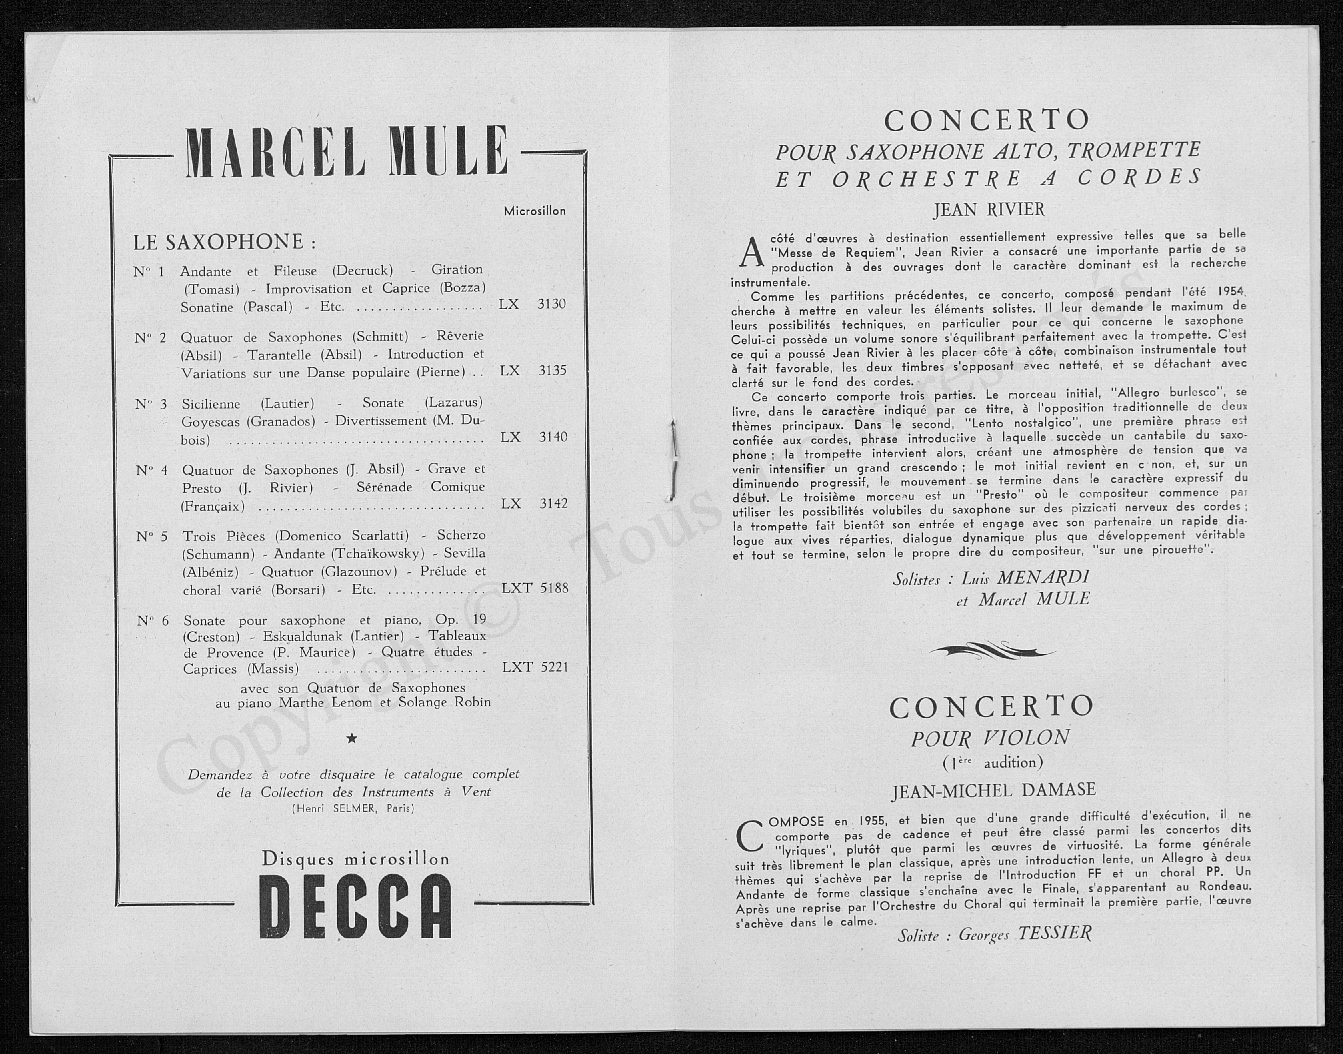 MARCEL MULE
Microsillon
LE SAXOPHONE :
N° 1 Andante et Fileuse (Decruck) - Giration
(Tomasi) - Improvisation et Caprice (Bozza)
Sonatine (Pascal) - Etc. .................. LX 3130
N° 2 Quatuor de Saxophones (Schmitt) - Rêverie
(Absil) - Tarantelle (Absil) - Introduction et
Variations sur une Danse populaire (Pierne) .. LX 3135
N° 3 Sicilienne (Lautier) - Sonate (Lazarus)
Goyescas (Granados) - Divertissement (M. Du-
bois) .................................... LX 3140
N° 4 Quatuor de Saxophones (J. Absil) - Grave et
Presto (J. Rivier) - Sérénade Comique
(Françaix) ................................ LX 3142
N° 5 Trois Pièces (Domenico Scarlatti) - Scherzo
(Schumann) - Andante (Tchaïkowsky) - Sevilla
(Albéniz) - Quatuor (Glazounov) - Prélude et
choral varié (Borsari) - Etc. .............. LXT 5188
N° 6 Sonate pour saxophone et piano, Op. 19
(Creston) - Eskualdunak (Lantier) - Tableaux
de Provence (P. Maurice) - Quatre études -
Caprices (Massis) ........................ LXT 5221
avec son Quatuor de Saxophones
au piano Marthe Lenom et Solange Robin
★
Demandez à votre disquaire le catalogue complet
de la Collection des Instruments à Vent
(Henri SELMER, Paris)
Disques microsillon
DECCA
CONCERTO
POUR SAXOPHONE ALTO, TROMPETTE
ET ORCHESTRE A CORDES
JEAN RIVIER
A côté d'œuvres à destination essentiellement expressive telles que sa belle
"Messe de Requiem", Jean Rivier a consacré une importante partie de sa
production à des ouvrages dont le caractère dominant est la recherche
instrumentale.
Comme les partitions précédentes, ce concerto, composé pendant l'été 1954,
cherche à mettre en valeur les éléments solistes. Il leur demande le maximum de
leurs possibilités techniques, en particulier pour ce qui concerne le saxophone
Celui-ci possède un volume sonore s'équilibrant parfaitement avec la trompette. C'est
ce qui a poussé Jean Rivier à les placer côte à côte, combinaison instrumentale tout
à fait favorable, les deux timbres s'opposant avec netteté, et se détachant avec
clarté sur le fond des cordes.
Ce concerto comporte trois parties. Le morceau initial, "Allegro burlesco", se
livre, dans le caractère indiqué par ce titre, à l'opposition traditionnelle de deux
thèmes principaux. Dans le second, "Lento nostalgico", une première phrase est
confiée aux cordes, phrase introductive à laquelle succède un cantabile du saxo-
phone ; la trompette intervient alors, créant une atmosphère de tension que va
venir intensifier un grand crescendo ; le mot initial revient en c non, et, sur un
diminuendo progressif, le mouvement se termine dans le caractère expressif du
début. Le troisième morceau est un "Presto" où le compositeur commence par
utiliser les possibilités volubiles du saxophone sur des pizzicati nerveux des cordes ;
la trompette fait bientôt son entrée et engage avec son partenaire un rapide dia-
logue aux vives réparties, dialogue dynamique plus que développement véritable
et tout se termine, selon le propre dire du compositeur, "sur une pirouette".
Solistes : Luis MENARDI
et Marcel MULE
CONCERTO
POUR VIOLON
(1ère audition)
JEAN-MICHEL DAMASE
COMPOSE en 1955, et bien que d'une grande difficulté d'exécution, il ne
comporte pas de cadence et peut être classé parmi les concertos dits
"lyriques", plutôt que parmi les œuvres de virtuosité. La forme générale
suit très librement le plan classique, après une introduction lente, un Allegro à deux
thèmes qui s'achève par la reprise de l'Introduction FF et un choral PP. Un
Andante de forme classique s'enchaîne avec le Finale, s'apparentant au Rondeau.
Après une reprise par l'Orchestre du Choral qui terminait la première partie, l'œuvre
s'achève dans le calme.
Soliste : Georges TESSIER
Copyright © Tous